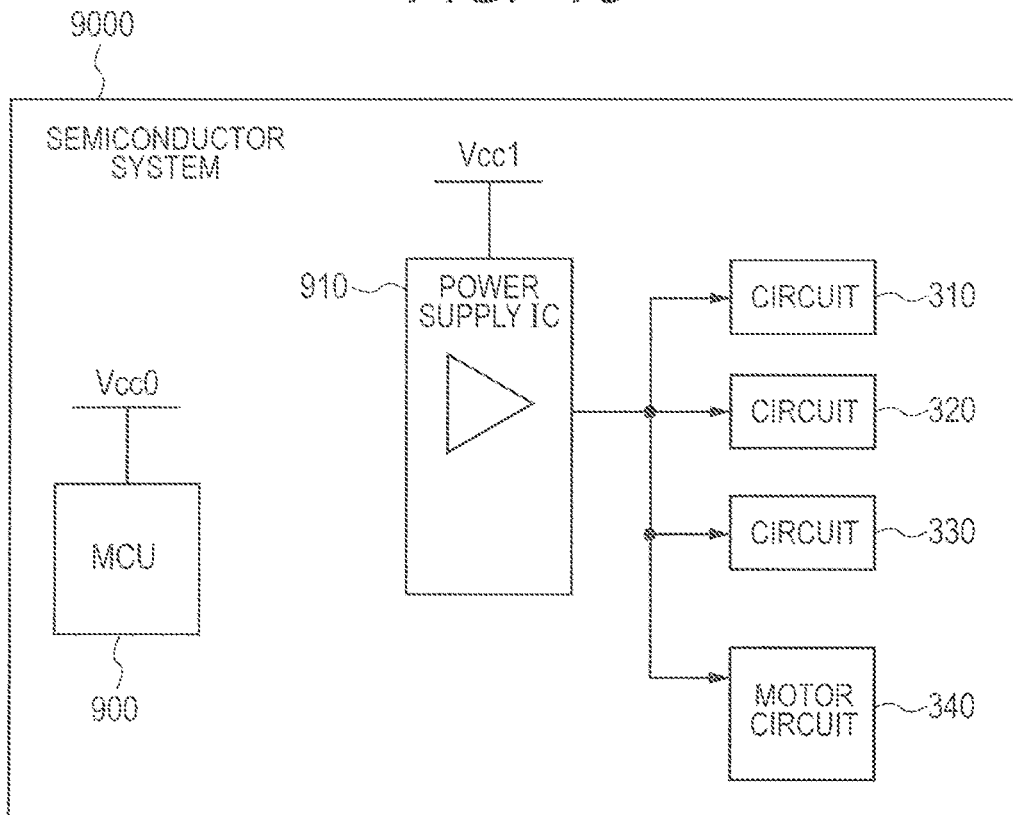 9000
SEMICONDUCTOR
SYSTEM
Vcc1
910
POWER
SUPPLY IC
CIRCUIT
310
Vcc0
CIRCUIT
320
MCU
CIRCUIT
330
900
MOTOR
CIRCUIT
340